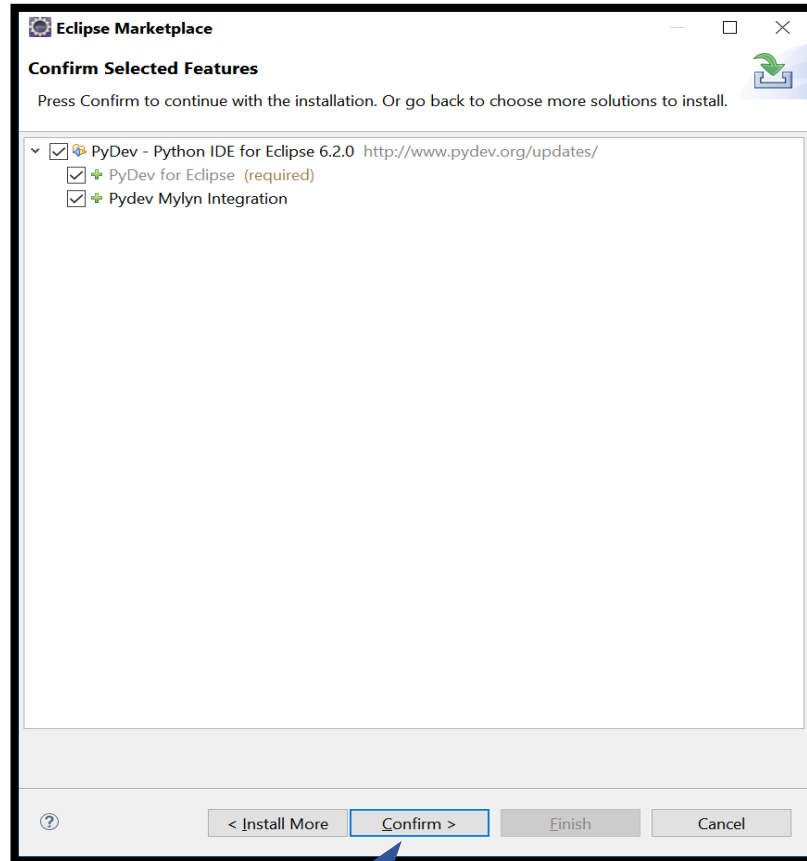 Eclipse Marketplace
Confirm Selected Features
Press Confirm to continue with the installation. Or go back to choose more solutions to install.
PyDev - Python IDE for Eclipse 6.2.0 http://www.pydev.org/updates/
PyDev for Eclipse (required)
Pydev Mylyn Integration
? < Install More Confirm > Finish Cancel